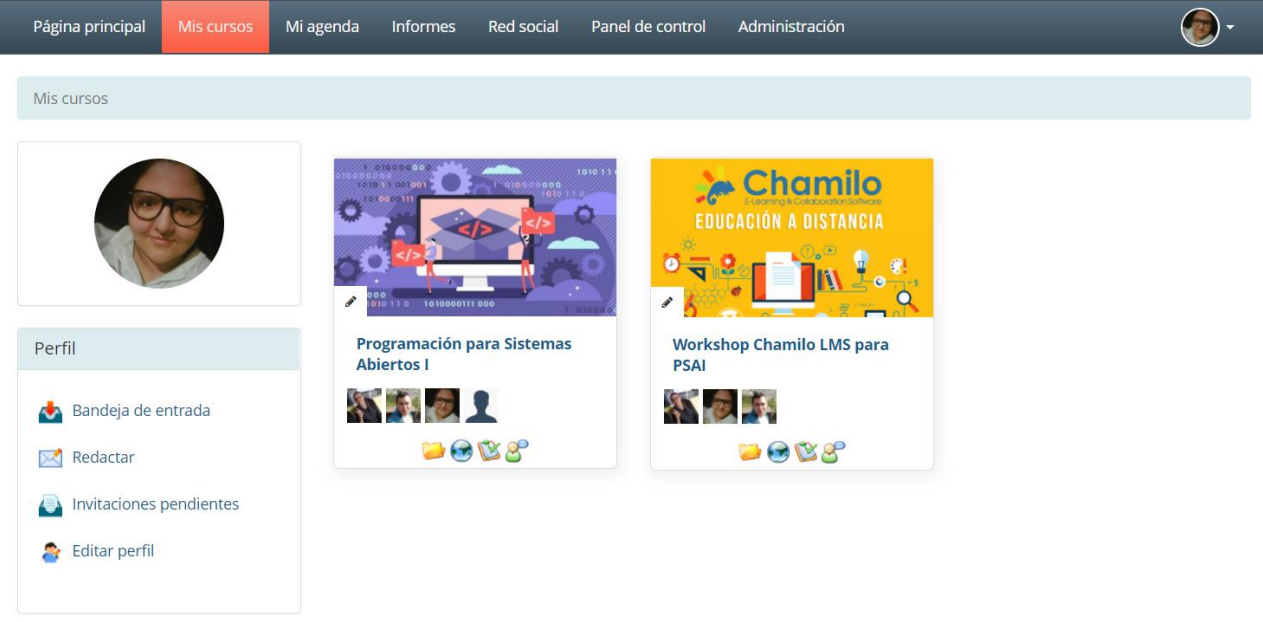 Página principal
Mis cursos
Mi agenda
Informes
Red social
Panel de control
Administración
Mis cursos
Perfil
Bandeja de entrada
Redactar
Invitaciones pendientes
Editar perfil
</>
</>
</>
1010000111 000
Programación para Sistemas
Abiertos I
Chamilo
E-Learning & Collaboration Software
EDUCACIÓN A DISTANCIA
Workshop Chamilo LMS para
PSAI